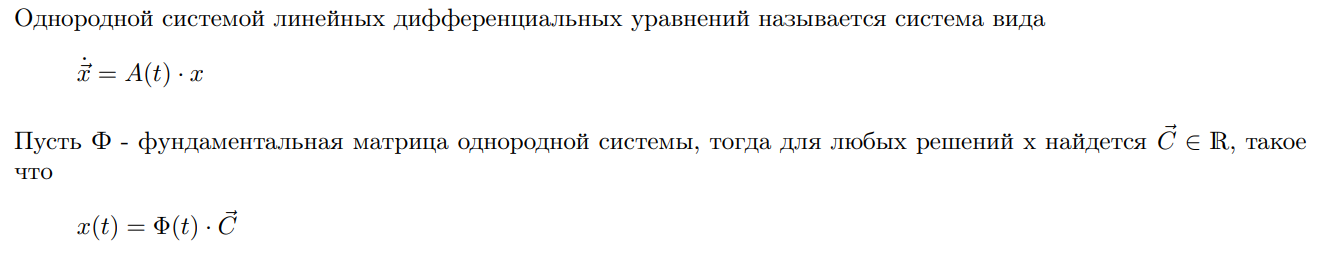 Однородной системой линейных дифференциальных уравнений называется система вида
$\dot{\vec{x}} = A(t) \cdot x$
Пусть Φ - фундаментальная матрица однородной системы, тогда для любых решений x найдется $\vec{C} \in \mathbb{R}$, такое
что
$x(t) = \Phi(t) \cdot \vec{C}$